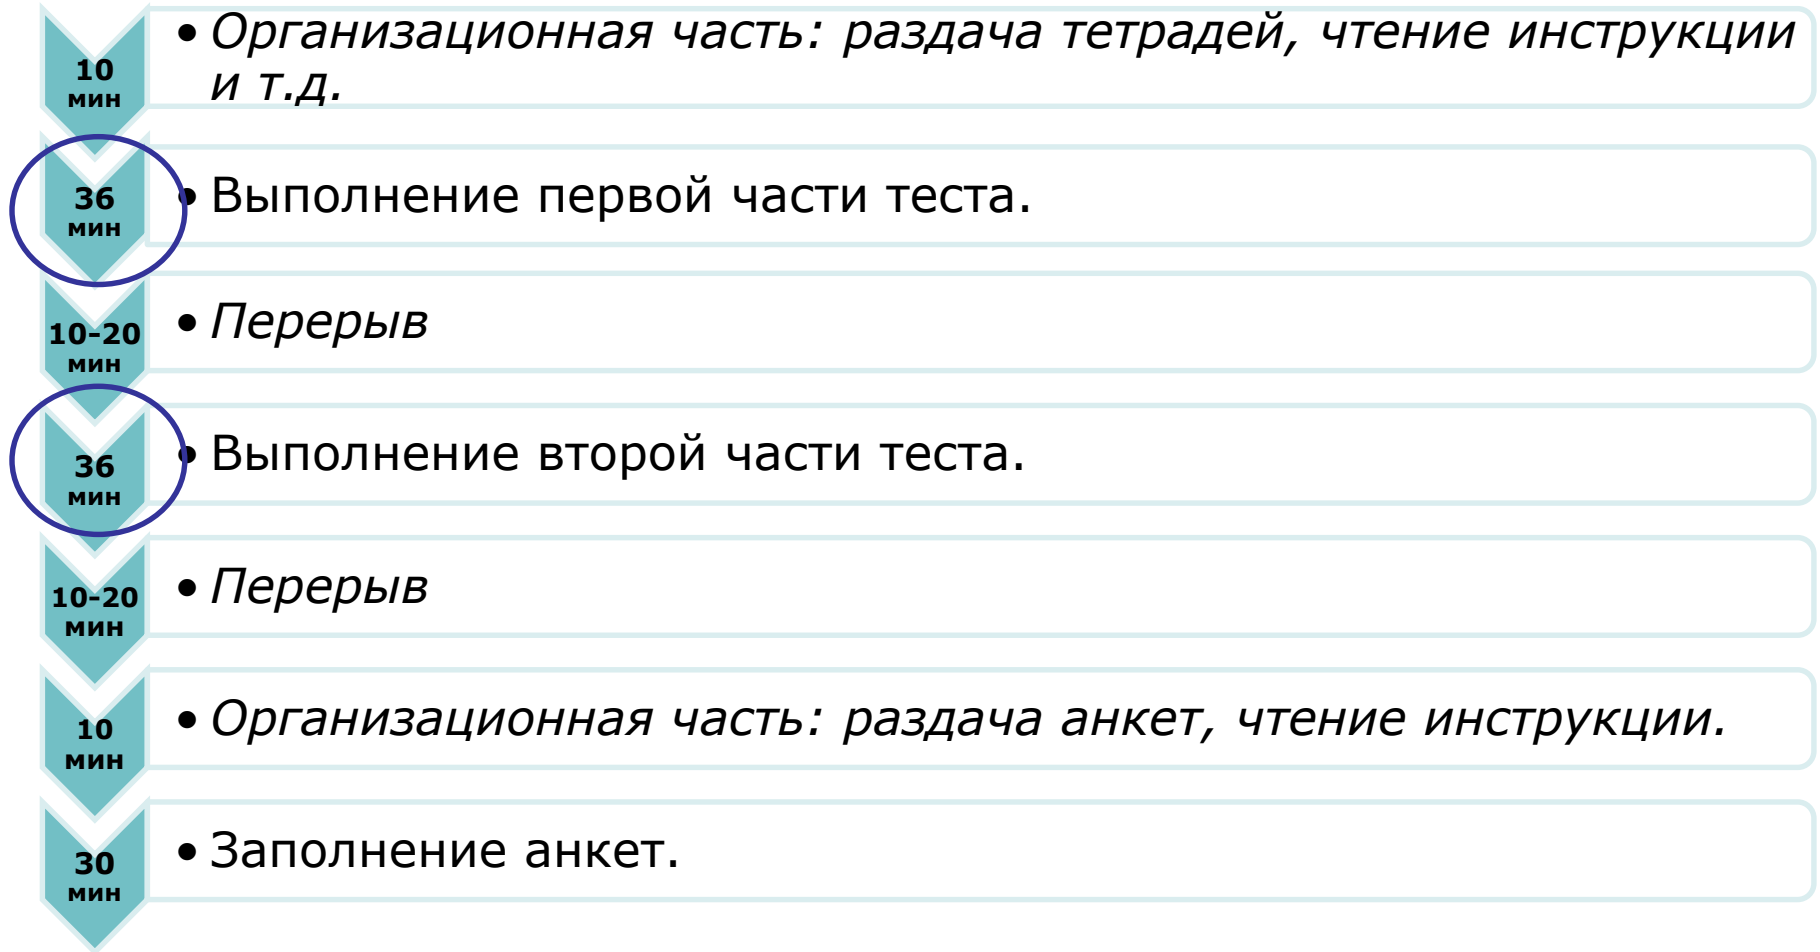 10
мин
• Организационная часть: раздача тетрадей, чтение инструкции
и т.д.
36
мин
• Выполнение первой части теста.
10-20
мин
• Перерыв
36
мин
• Выполнение второй части теста.
10-20
мин
• Перерыв
10
мин
• Организационная часть: раздача анкет, чтение инструкции.
30
мин
• Заполнение анкет.